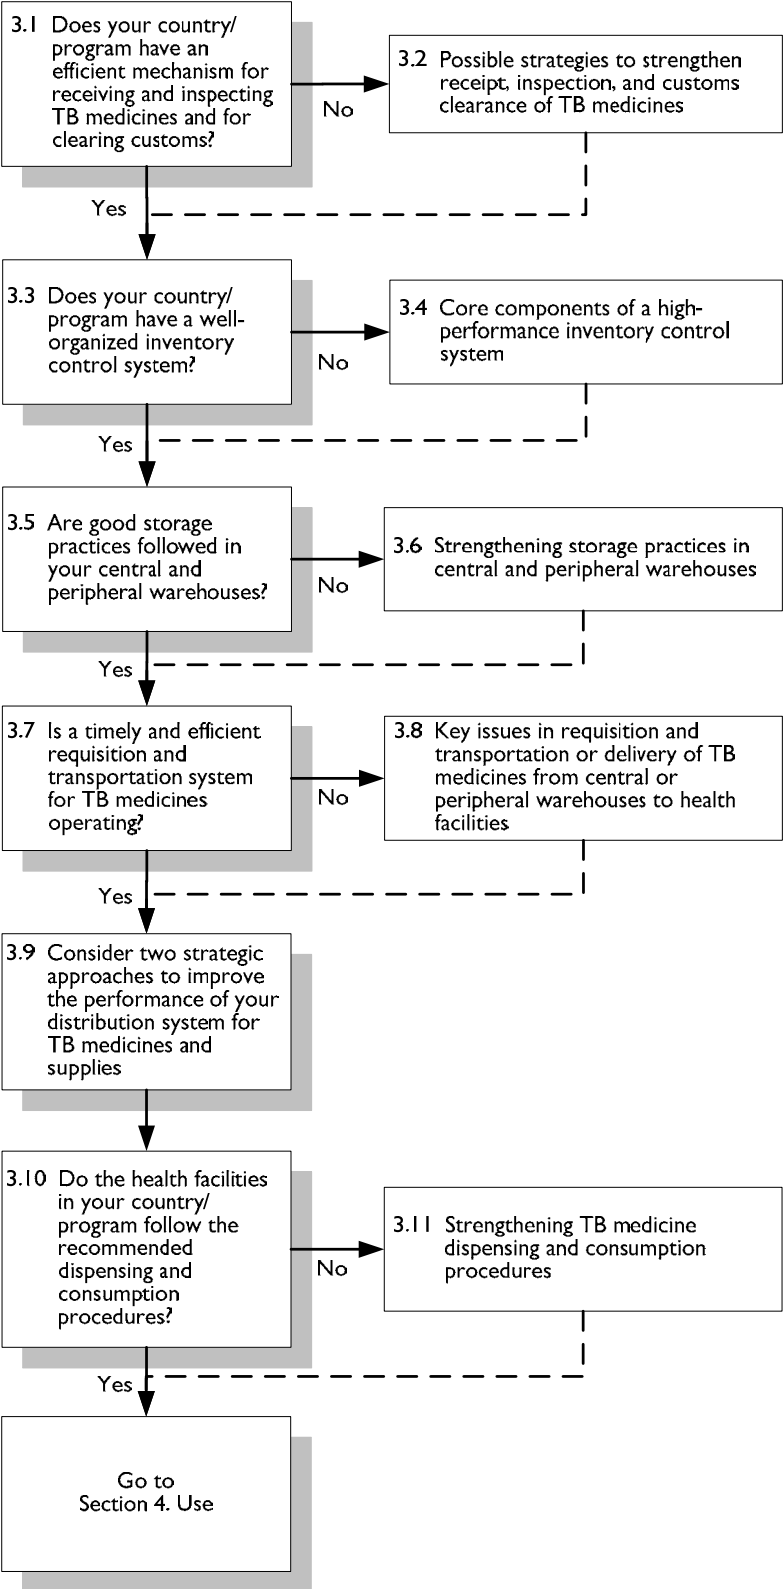 3.1 Does your country/
program have an
efficient mechanism for
receiving and inspecting
TB medicines and for
clearing customs?
No
3.2 Possible strategies to strengthen
receipt, inspection, and customs
clearance of TB medicines
Yes
3.3 Does your country/
program have a well-
organized inventory
control system?
No
3.4 Core components of a high-
performance inventory control
system
Yes
3.5 Are good storage
practices followed in
your central and
peripheral warehouses?
No
3.6 Strengthening storage practices in
central and peripheral warehouses
Yes
3.7 Is a timely and efficient
requisition and
transportation system
for TB medicines
operating?
No
3.8 Key issues in requisition and
transportation or delivery of TB
medicines from central or
peripheral warehouses to health
facilities
Yes
3.9 Consider two strategic
approaches to improve
the performance of your
distribution system for
TB medicines and
supplies
3.10 Do the health facilities
in your country/
program follow the
recommended
dispensing and
consumption
procedures?
No
3.11 Strengthening TB medicine
dispensing and consumption
procedures
Yes
Go to
Section 4. Use